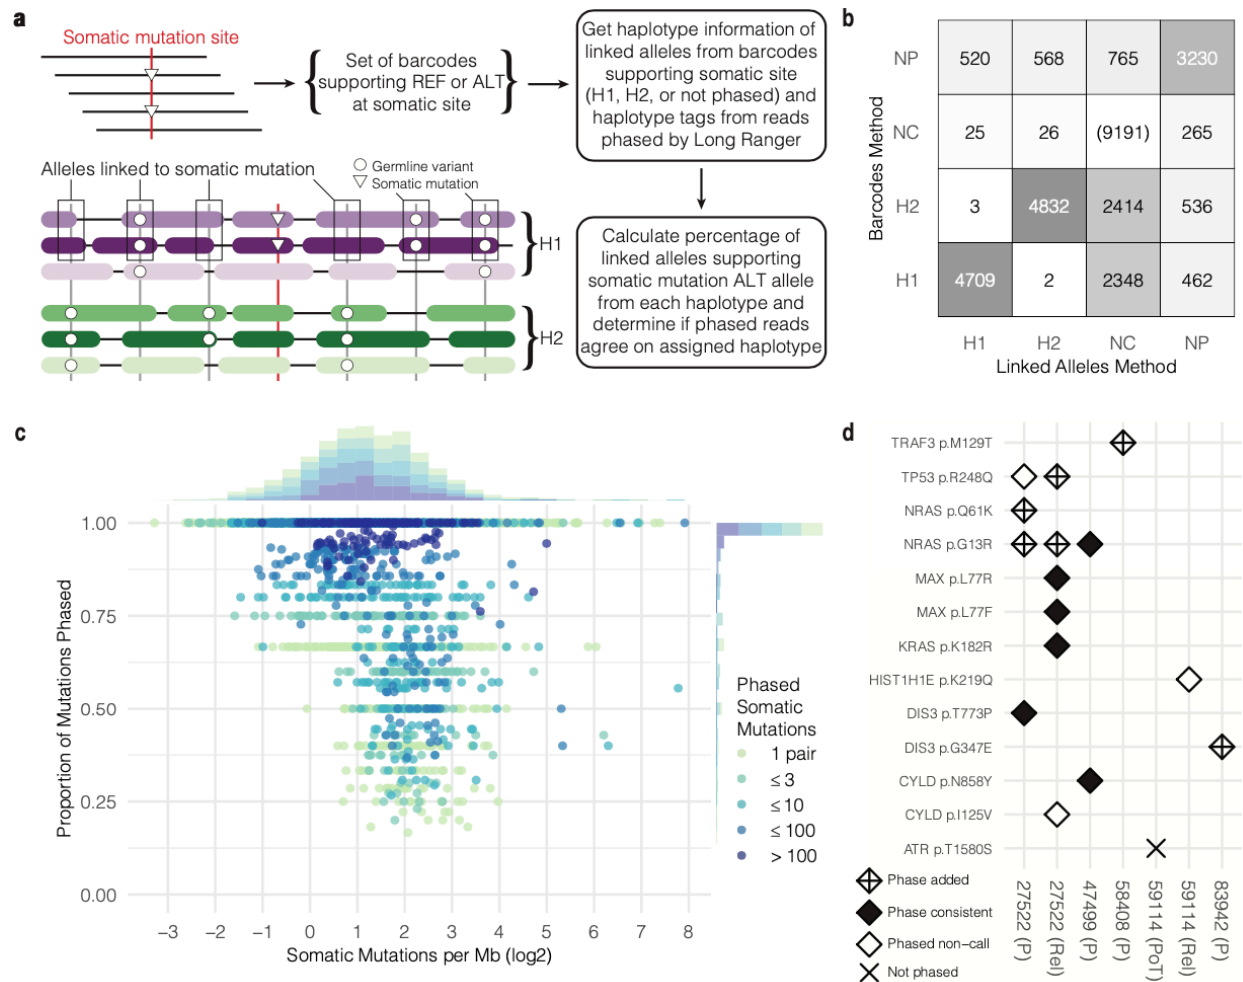 a
Somatic mutation site
Set of barcodes
supporting REF or ALT
at somatic site
Get haplotype information of
linked alleles from barcodes
supporting somatic site
(H1, H2, or not phased) and
haplotype tags from reads
phased by Long Ranger
Alleles linked to somatic mutation
Germline variant
Somatic mutation
H1
H2
Calculate percentage of
linked alleles supporting
somatic mutation ALT allele
from each haplotype and
determine if phased reads
agree on assigned haplotype
b
Barcodes Method
NP 520 568 765 3230
NC 25 26 (9191) 265
H2 3 4832 2414 536
H1 4709 2 2348 462
H1 H2 NC NP
Linked Alleles Method
c
Proportion of Mutations Phased
1.00
0.75
0.50
0.25
0.00
−3 −2 −1 0 1 2 3 4 5 6 7 8
Somatic Mutations per Mb (log2)
Phased
Somatic
Mutations
1 pair
≤ 3
≤ 10
≤ 100
> 100
d
TRAF3 p.M129T
TP53 p.R248Q
NRAS p.Q61K
NRAS p.G13R
MAX p.L77R
MAX p.L77F
KRAS p.K182R
HIST1H1E p.K219Q
DIS3 p.T773P
DIS3 p.G347E
CYLD p.N858Y
CYLD p.I125V
ATR p.T1580S
Phase added
Phase consistent
Phased non−call
Not phased
27522 (P)
27522 (Rel)
47499 (P)
58408 (P)
59114 (PoT)
59114 (Rel)
83942 (P)